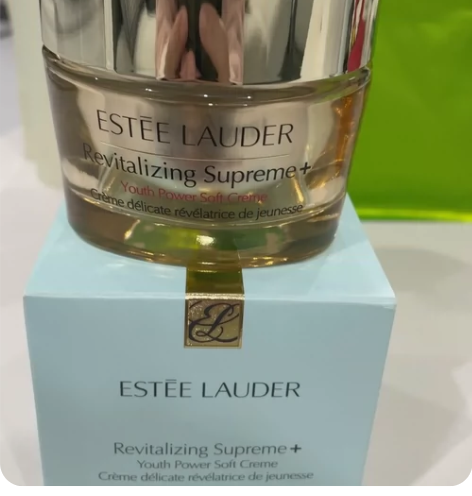 ESTĒE LAUDER
Revitalizing Supreme+
Youth Power Soft Creme
Crème délicate révélatrice de jeunesse
EL
ESTĒE LAUDER
Revitalizing Supreme+
Youth Power Soft Creme
Crème délicate révélatrice de jeunesse